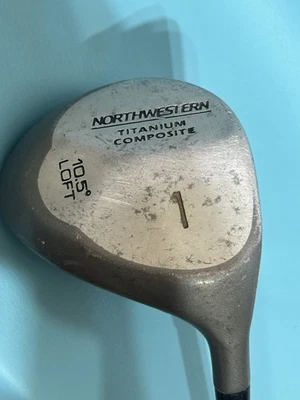 NORTHWESTERN
TITANIUM
COMPOSITE
10.5°
LOFT
1